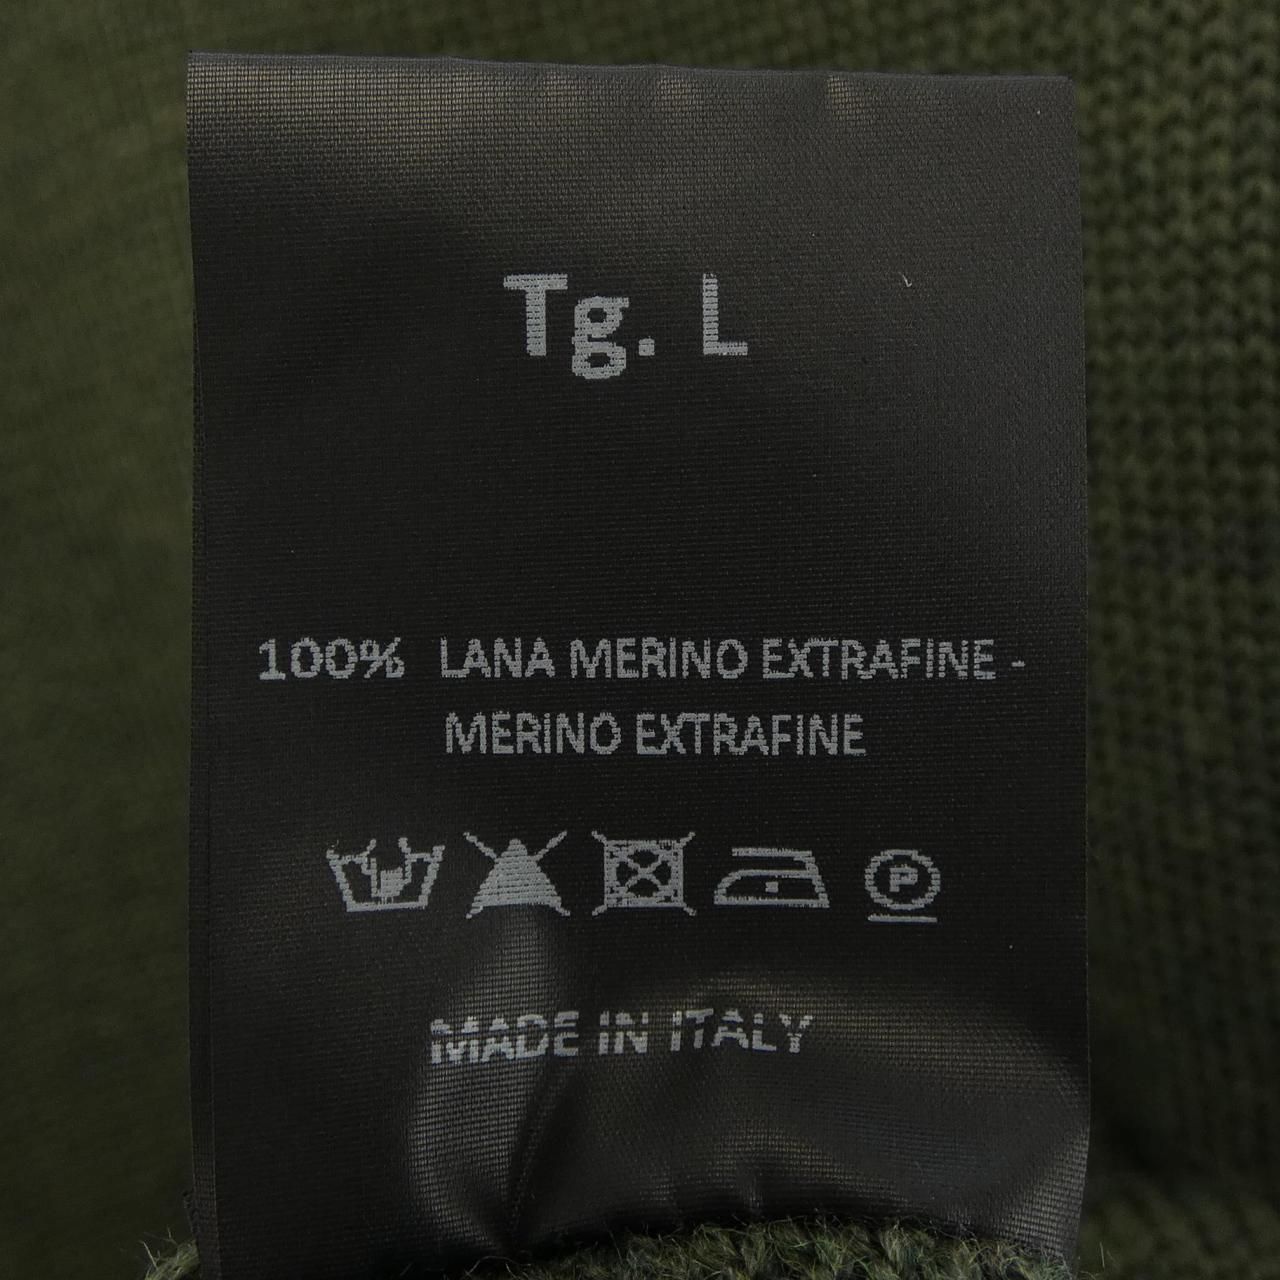 Tg. L
100% LANA MERINO EXTRAFINE -
MERINO EXTRAFINE
P
MADE IN ITALY